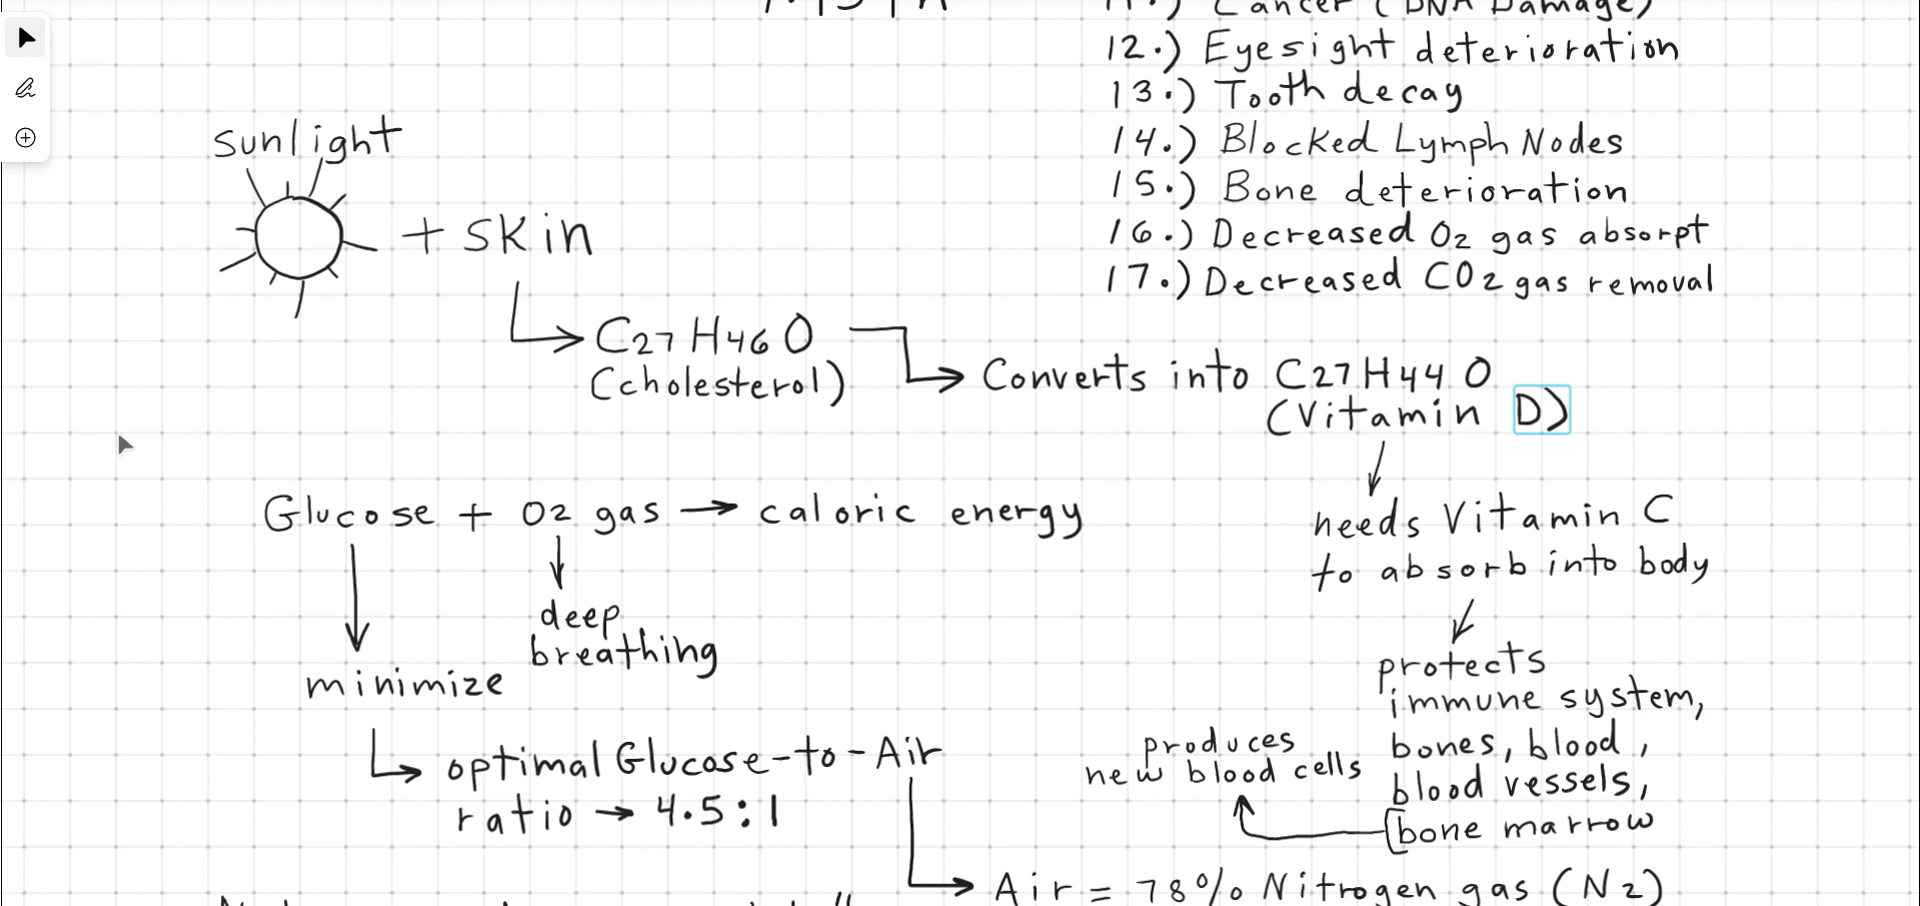 12.) Eyesight deterioration
13.) Tooth decay
14.) Blocked Lymph Nodes
15.) Bone deterioration
16.) Decreased O2 gas absorpt
17.) Decreased CO2 gas removal
Sunlight
+ Skin
C27H46O
(cholesterol)
Converts into C27H44O
(Vitamin D)
needs Vitamin C
to absorb into body
protects
immune system,
bones, blood,
blood vessels,
bone marrow
produces
new blood cells
Glucose + O2 gas → caloric energy
deep
breathing
minimize
optimal Glucose-to-Air
ratio → 4.5:1
Air = 78% Nitrogen gas (N2)